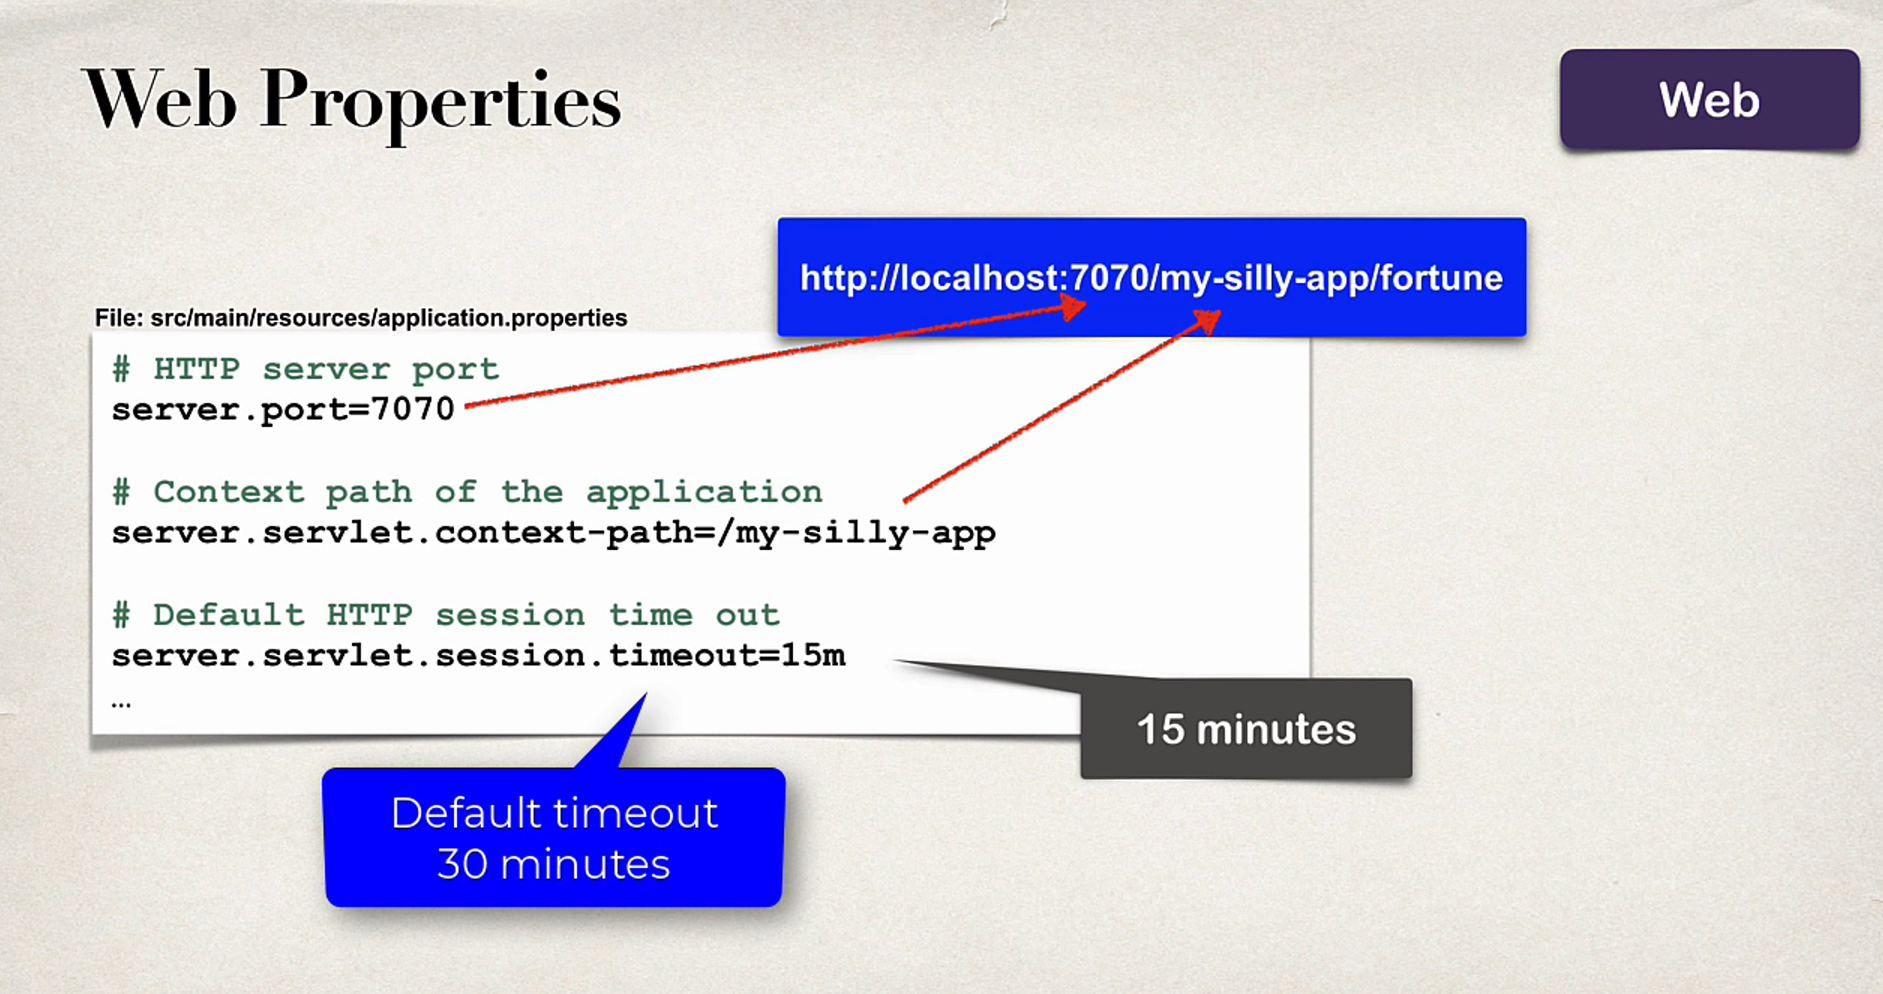 Web Properties
Web
http://localhost:7070/my-silly-app/fortune
File: src/main/resources/application.properties
# HTTP server port
server.port=7070
# Context path of the application
server.servlet.context-path=/my-silly-app
# Default HTTP session time out
server.servlet.session.timeout=15m
...
15 minutes
Default timeout
30 minutes